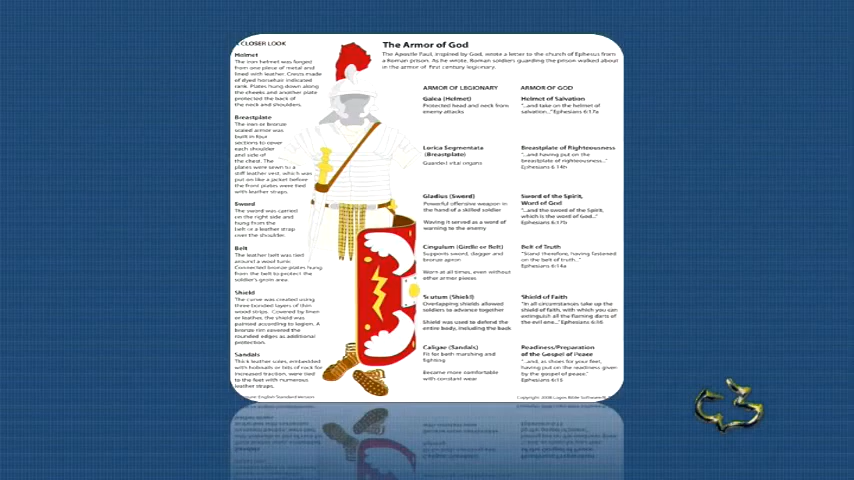 A CLOSER LOOK
Helmet
The iron helmet was forged
from one piece of metal and
lined with leather. Crests made
of dyed horsehair indicated
rank. Plates hung down along
the cheeks and another plate
protected the back of
the neck and shoulders.
Breastplate
The iron or bronze
scaled armor was
built in four
sections to cover
each shoulder
and side of
the chest. The
plates were sewn to a
stiff leather vest, which was
put on like a jacket before
the front plates were tied
with leather straps.
Sword
The sword was carried
on the right side and
hung from the
belt or a leather strap
over the shoulder.
Belt
The leather belt was tied
around a wool tunic.
Connected bronze plates hung
from the belt to protect the
soldier's groin area.
Shield
The curve was created using
three bonded layers of thin
wood strips. Covered by linen
or leather, the shield was
painted according to legion. A
bronze rim covered the
rounded edges as additional
protection.
Sandals
Thick leather soles, embedded
with hobnails or bits of rock for
increased traction, were tied
to the feet with numerous
leather straps.
English Standard Version
The Armor of God
The Apostle Paul, inspired by God, wrote a letter to the church of Ephesus from
a Roman prison. As he wrote, Roman soldiers guarding the prison walked about
in the armor of first century legionary.
ARMOR OF LEGIONARY
Galea (Helmet)
Protected head and neck from
enemy attacks
Lorica Segmentata
(Breastplate)
Guarded vital organs
Gladius (Sword)
Powerful offensive weapon in
the hand of a skilled soldier
Waving it served as a word of
warning to the enemy
Cingulum (Girdle or Belt)
Supports sword, dagger and
bronze apron
Worn at all times, even without
other armor pieces
Scutum (Shield)
Overlapping shields allowed
soldiers to advance together
Shield was used to defend the
entire body, including the back
Caligae (Sandals)
Fit for both marching and
fighting
Became more comfortable
with constant wear
ARMOR OF GOD
Helmet of Salvation
"...and take on the helmet of
salvation..." Ephesians 6:17a
Breastplate of Righteousness
"...and having put on the
breastplate of righteousness..."
Ephesians 6:14b
Sword of the Spirit,
Word of God
"...and the sword of the Spirit,
which is the word of God..."
Ephesians 6:17b
Belt of Truth
"Stand therefore, having fastened
on the belt of truth..."
Ephesians 6:14a
Shield of Faith
"In all circumstances take up the
shield of faith, with which you can
extinguish all the flaming darts of
the evil one..." Ephesians 6:16
Readiness/Preparation
of the Gospel of Peace
"...and, as shoes for your feet,
having put on the readiness given
by the gospel of peace."
Ephesians 6:15
Copyright 2008 Logos Bible Software